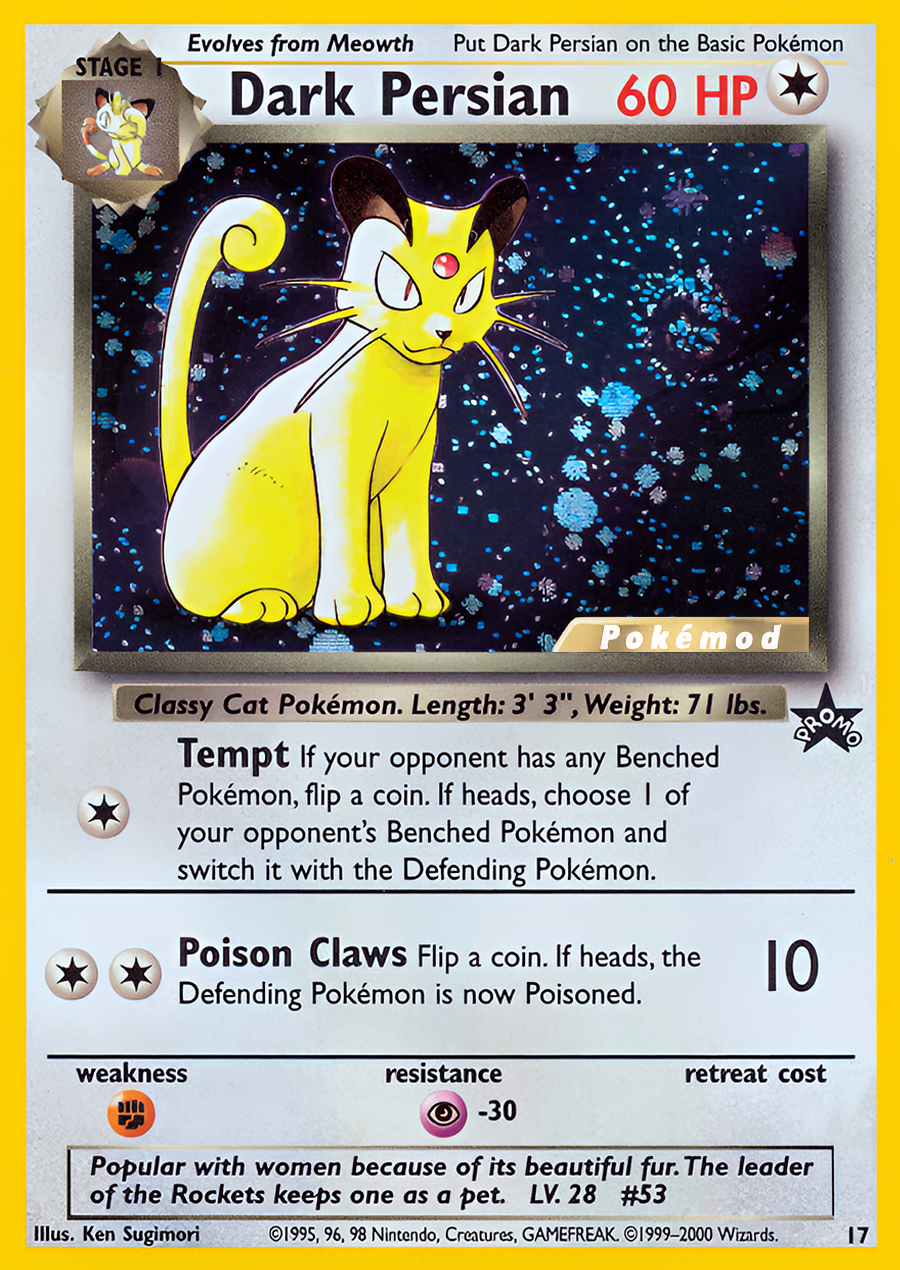 Evolves from Meowth Put Dark Persian on the Basic Pokémon
STAGE 1
Dark Persian 60 HP
Pokémod
Classy Cat Pokémon. Length: 3' 3", Weight: 71 lbs.
PROMO
Tempt If your opponent has any Benched
Pokémon, flip a coin. If heads, choose 1 of
your opponent's Benched Pokémon and
switch it with the Defending Pokémon.
Poison Claws Flip a coin. If heads, the
Defending Pokémon is now Poisoned.
10
weakness resistance retreat cost
-30
Popular with women because of its beautiful fur. The leader
of the Rockets keeps one as a pet. LV. 28 #53
Illus. Ken Sugimori ©1995, 96, 98 Nintendo, Creatures, GAMEFREAK. ©1999–2000 Wizards. 17